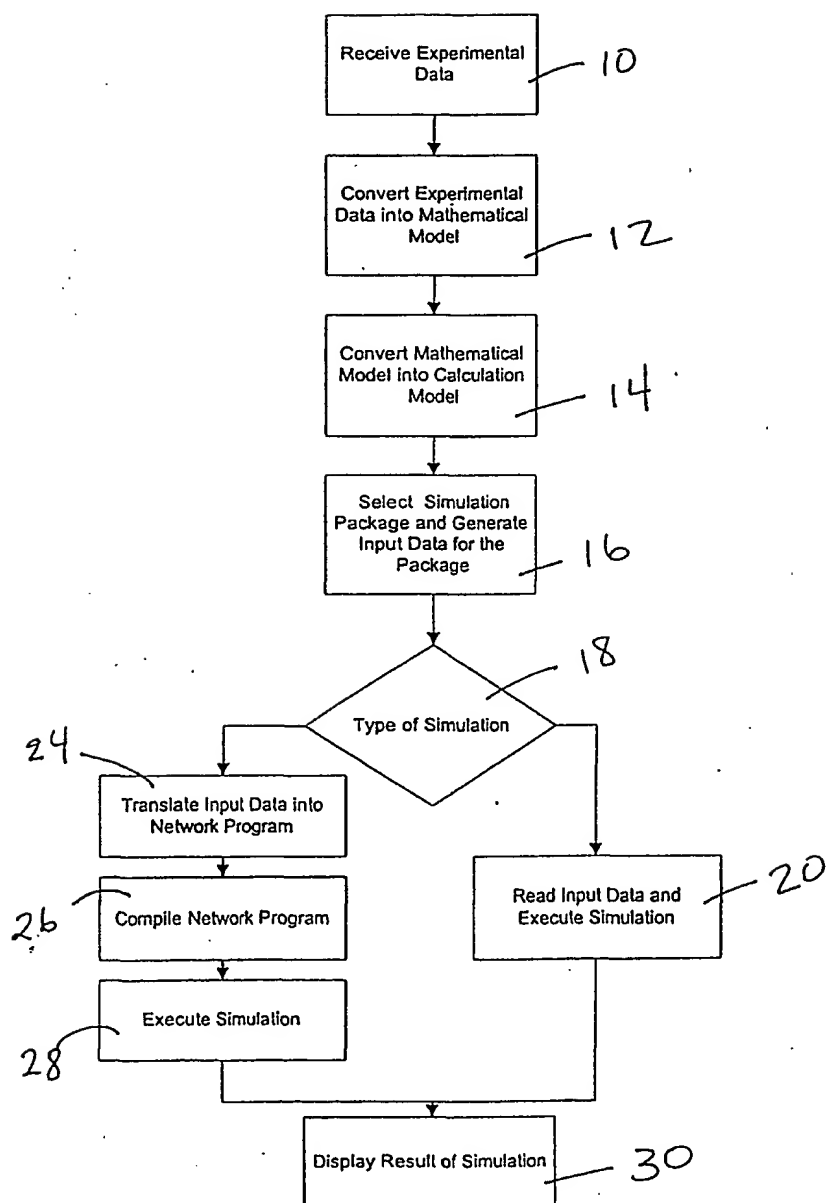 Receive Experimental
Data
10
Convert Experimental
Data into Mathematical
Model
12
Convert Mathematical
Model into Calculation
Model
14
Select Simulation
Package and Generate
Input Data for the
Package
16
18
Type of Simulation
24
Translate Input Data into
Network Program
20
Read Input Data and
Execute Simulation
26
Compile Network Program
28
Execute Simulation
Display Result of Simulation
30